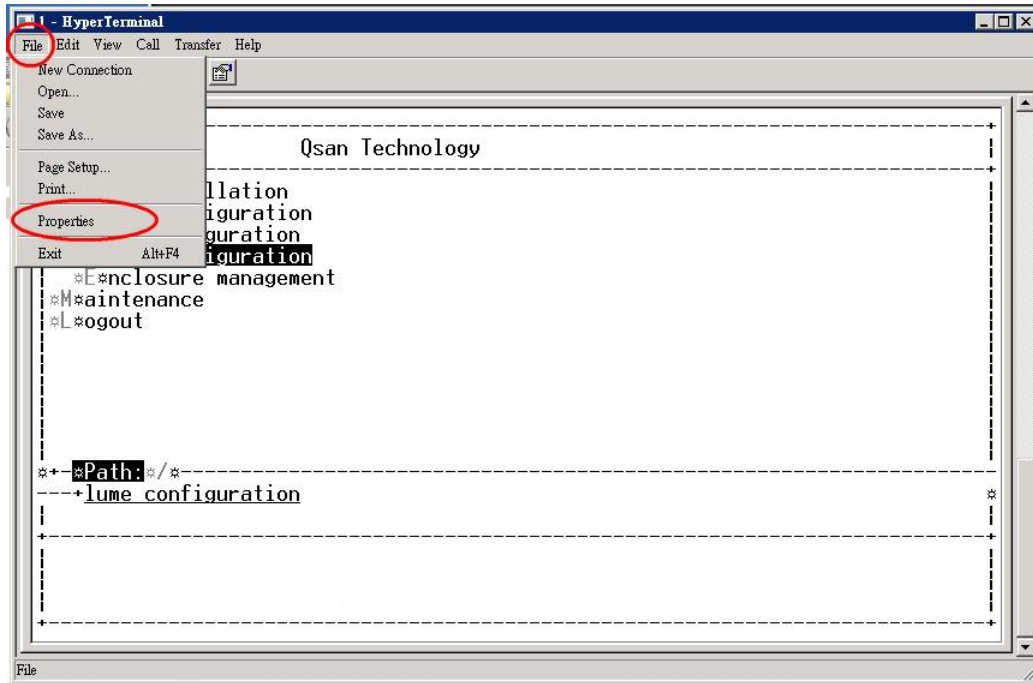 1 - HyperTerminal
File Edit View Call Transfer Help
New Connection
Open...
Save
Save As...
Page Setup...
Print...
Properties
Exit Alt+F4
Qsan Technology
llation
iguration
guration
iguration
¤E¤nclosure management
¤M¤aintenance
¤L¤ogout
¤+-¤Path:¤/¤------------------------------------------------------------------
---+lume configuration ¤
File